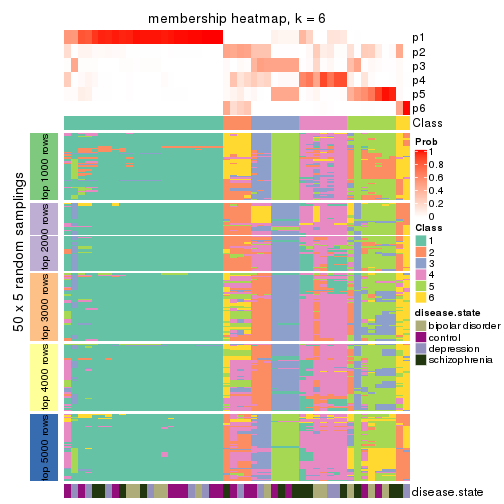 membership heatmap, k = 6
p1
p2
p3
p4
p5
p6
Class
Prob
1
0.8
0.6
0.4
0.2
0
Class
1
2
3
4
5
6
disease.state
bipolar disorder
control
depression
schizophrenia
50 x 5 random samplings
top 1000 rows
top 2000 rows
top 3000 rows
top 4000 rows
top 5000 rows
disease.state